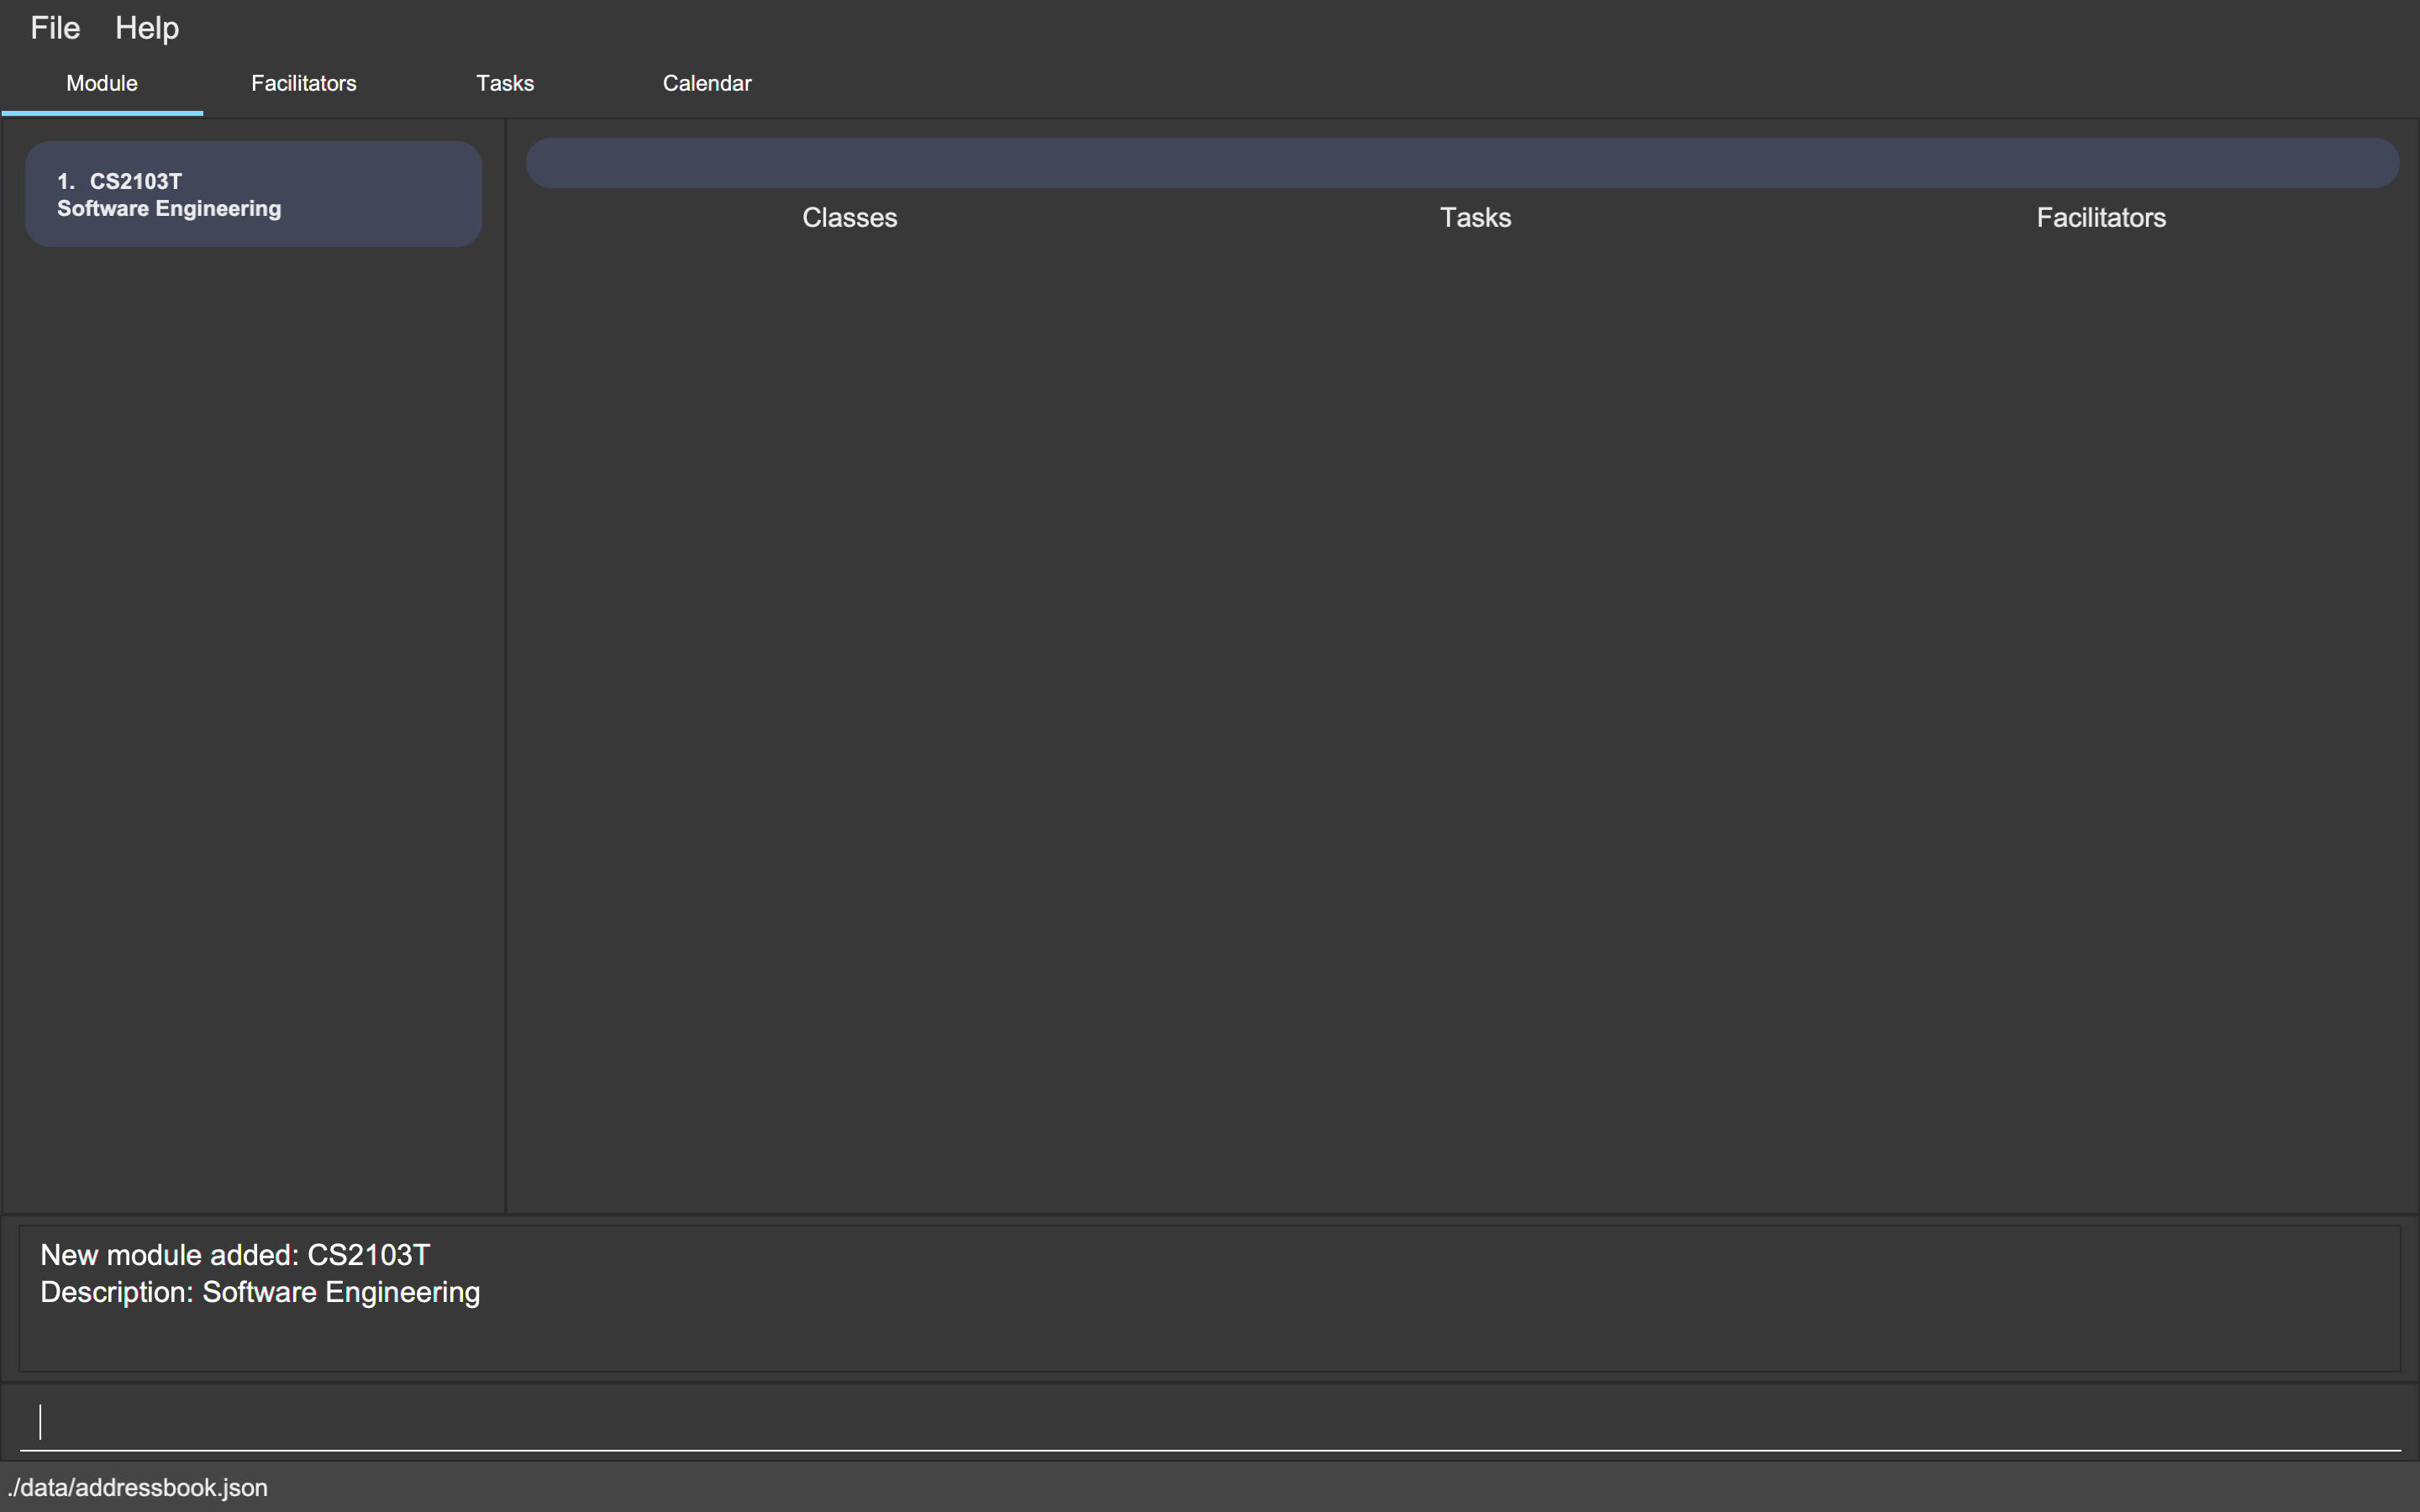 File Help
Module Facilitators Tasks Calendar
1. CS2103T
Software Engineering
Classes Tasks Facilitators
New module added: CS2103T
Description: Software Engineering
./data/addressbook.json